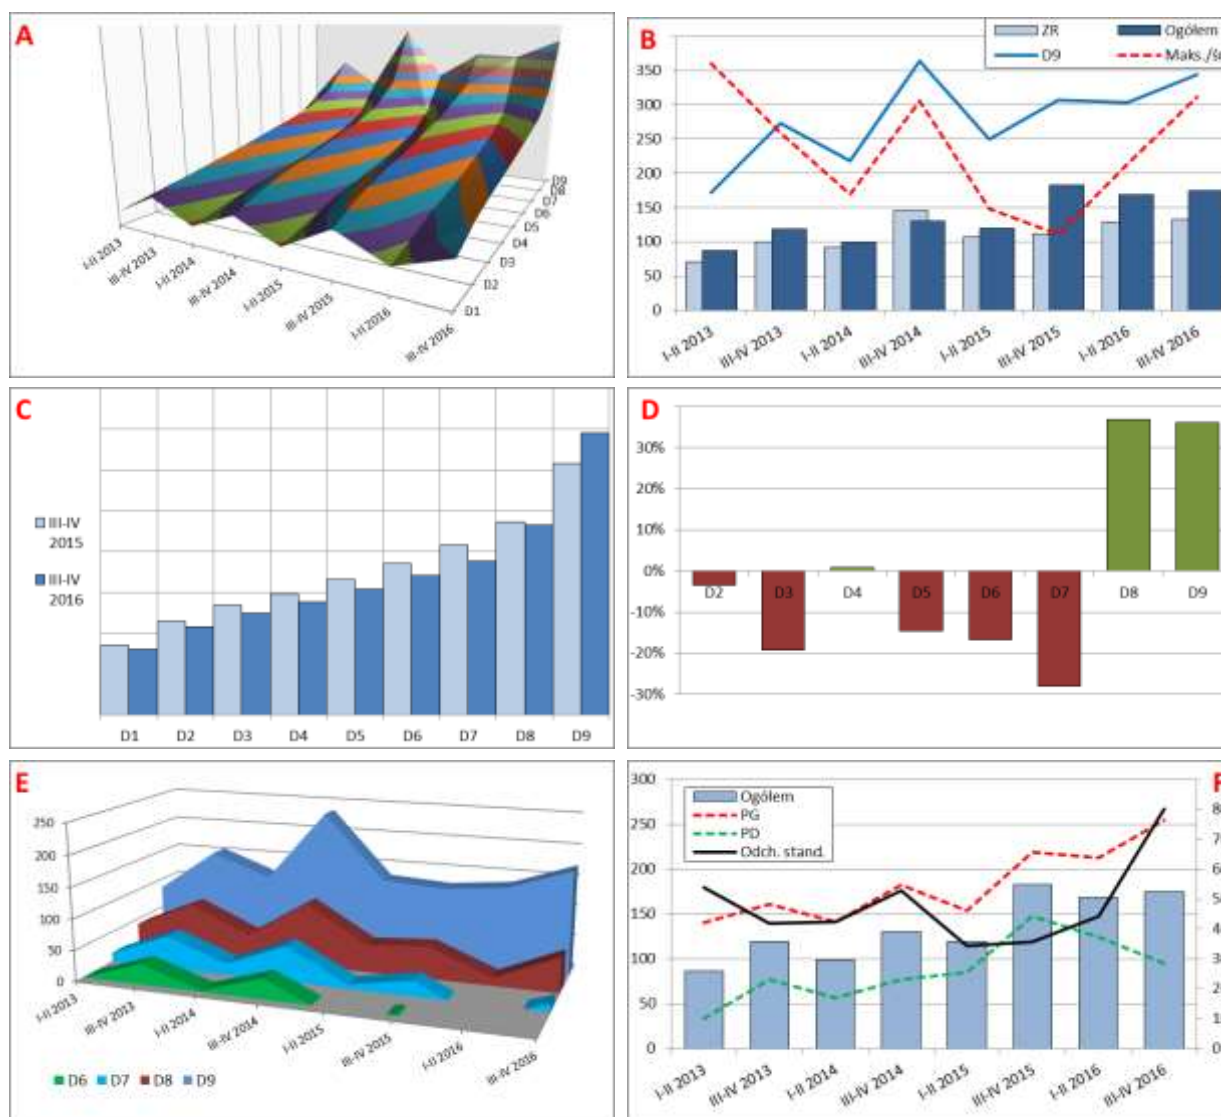 A
I-II 2013
III-IV 2013
I-II 2014
III-IV 2014
I-II 2015
III-IV 2015
I-II 2016
III-IV 2016
D1
D2
D3
D4
D5
D6
D7
D8
D9
B
ZR
Ogółem
D9
350
300
250
200
150
100
50
0
I-II 2013
III-IV 2013
I-II 2014
III-IV 2014
I-II 2015
III-IV 2015
I-II 2016
III-IV 2016
C
III-IV
2015
III-IV
2016
D1 D2 D3 D4 D5 D6 D7 D8 D9
D
30%
20%
10%
0%
D2 D3 D4 D5 D6 D7 D8 D9
-10%
-20%
-30%
E
250
200
150
100
50
0
I-II 2013
III-IV 2013
I-II 2014
III-IV 2014
I-II 2015
III-IV 2015
I-II 2016
III-IV 2016
D6 D7 D8 D9
300
250
200
150
100
50
0
Ogółem
PG
PD
Odch. stand.
I-II 2013
III-IV 2013
I-II 2014
III-IV 2014
I-II 2015
III-IV 2015
I-II 2016
III-IV 2016